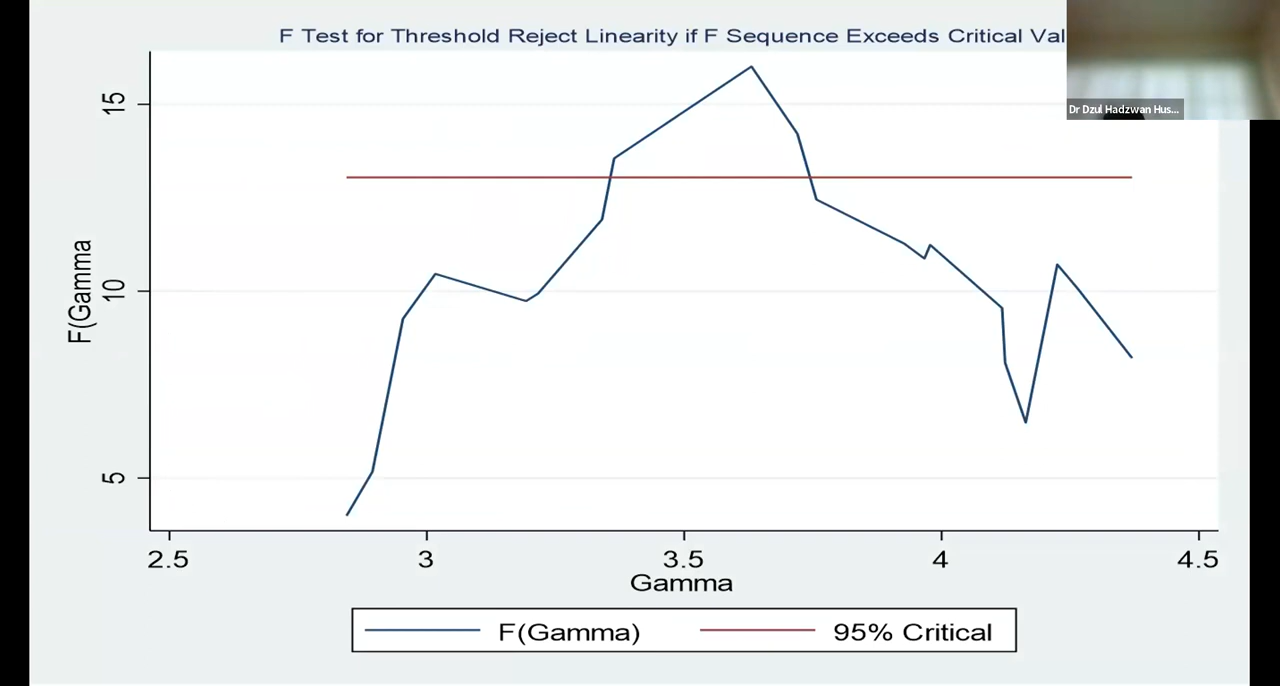 F Test for Threshold Reject Linearity if F Sequence Exceeds Critical Val
Dr Dzul Hadzwan Hus...
15
10
5
F(Gamma
2.5
3
3.5
4
4.5
Gamma
F(Gamma)
95% Critical